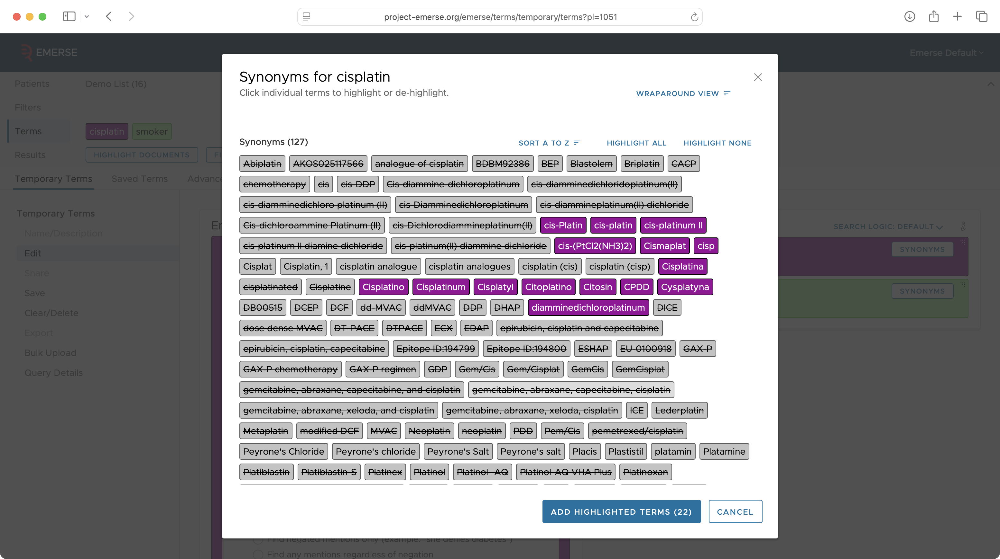 project-emerse.org/emerse/terms/temporary/terms?pl=1051
EMERSE
Emerse Default
Patients Demo List (16)
Filters
Terms cisplatin smoker
Results HIGHLIGHT DOCUMENTS
Temporary Terms Saved Terms
Temporary Terms
Name/Description
Edit
Share
Save
Clear/Delete
Export
Bulk Upload
Query Details
Synonyms for cisplatin
Click individual terms to highlight or de-highlight.
WRAPAROUND VIEW
Synonyms (127) SORT A TO Z HIGHLIGHT ALL HIGHLIGHT NONE
Abiplatin AKOS025117566 analogue of cisplatin BDBM92386 BEP Blastolem Briplatin CACP
chemotherapy cis cis-DDP Cis-diammine-dichloroplatinum cis-diamminedichloridoplatinum(II)
cis-diamminedichloro platinum (II) cis-Diamminedichloroplatinum cis-diammineplatinum(II) dichloride
Cis-dichloroammine Platinum (II) cis-Dichlorodiammineplatinum(II) cis-Platin cis-platin cis-platinum II
cis-platinum II diamine dichloride cis-platinum(II) diammine dichloride cis-(PtCl2(NH3)2) Cismaplat cisp
Cisplat Cisplatin, 1 cisplatin analogue cisplatin analogues cisplatin (cis) cisplatin (cisp) Cisplatina
cisplatinated Cisplatine Cisplatino Cisplatinum Cisplatyl Citoplatino Citosin CPDD Cysplatyna
DB00515 DCEP DCF dd-MVAC ddMVAC DDP DHAP diamminedichloroplatinum DICE
dose dense MVAC DT-PACE DTPACE ECX EDAP epirubicin, cisplatin and capecitabine
epirubicin, cisplatin, capecitabine Epitope ID:194799 Epitope ID:194800 ESHAP EU-0100918 GAX-P
GAX-P chemotherapy GAX-P regimen GDP Gem/Cis Gem/Cisplat GemCis GemCisplat
gemcitabine, abraxane, capecitabine, and cisplatin gemcitabine, abraxane, capecitabine, cisplatin
gemcitabine, abraxane, xeloda, and cisplatin gemcitabine, abraxane, xeloda, cisplatin ICE Lederplatin
Metaplatin modified DCF MVAC Neoplatin neoplatin PDD Pem/Cis pemetrexed/cisplatin
Peyrone's Chloride Peyrone's chloride Peyrone's Salt Peyrone's salt Placis Plastistil platamin Platamine
Platiblastin Platiblastin-S Platinex Platinol Platinol- AQ Platinol-AQ VHA Plus Platinoxan
ADD HIGHLIGHTED TERMS (22) CANCEL
SEARCH LOGIC: DEFAULT
SYNONYMS
SYNONYMS
Find negated mentions only (example: "she denies diabetes")
Find any mentions regardless of negation